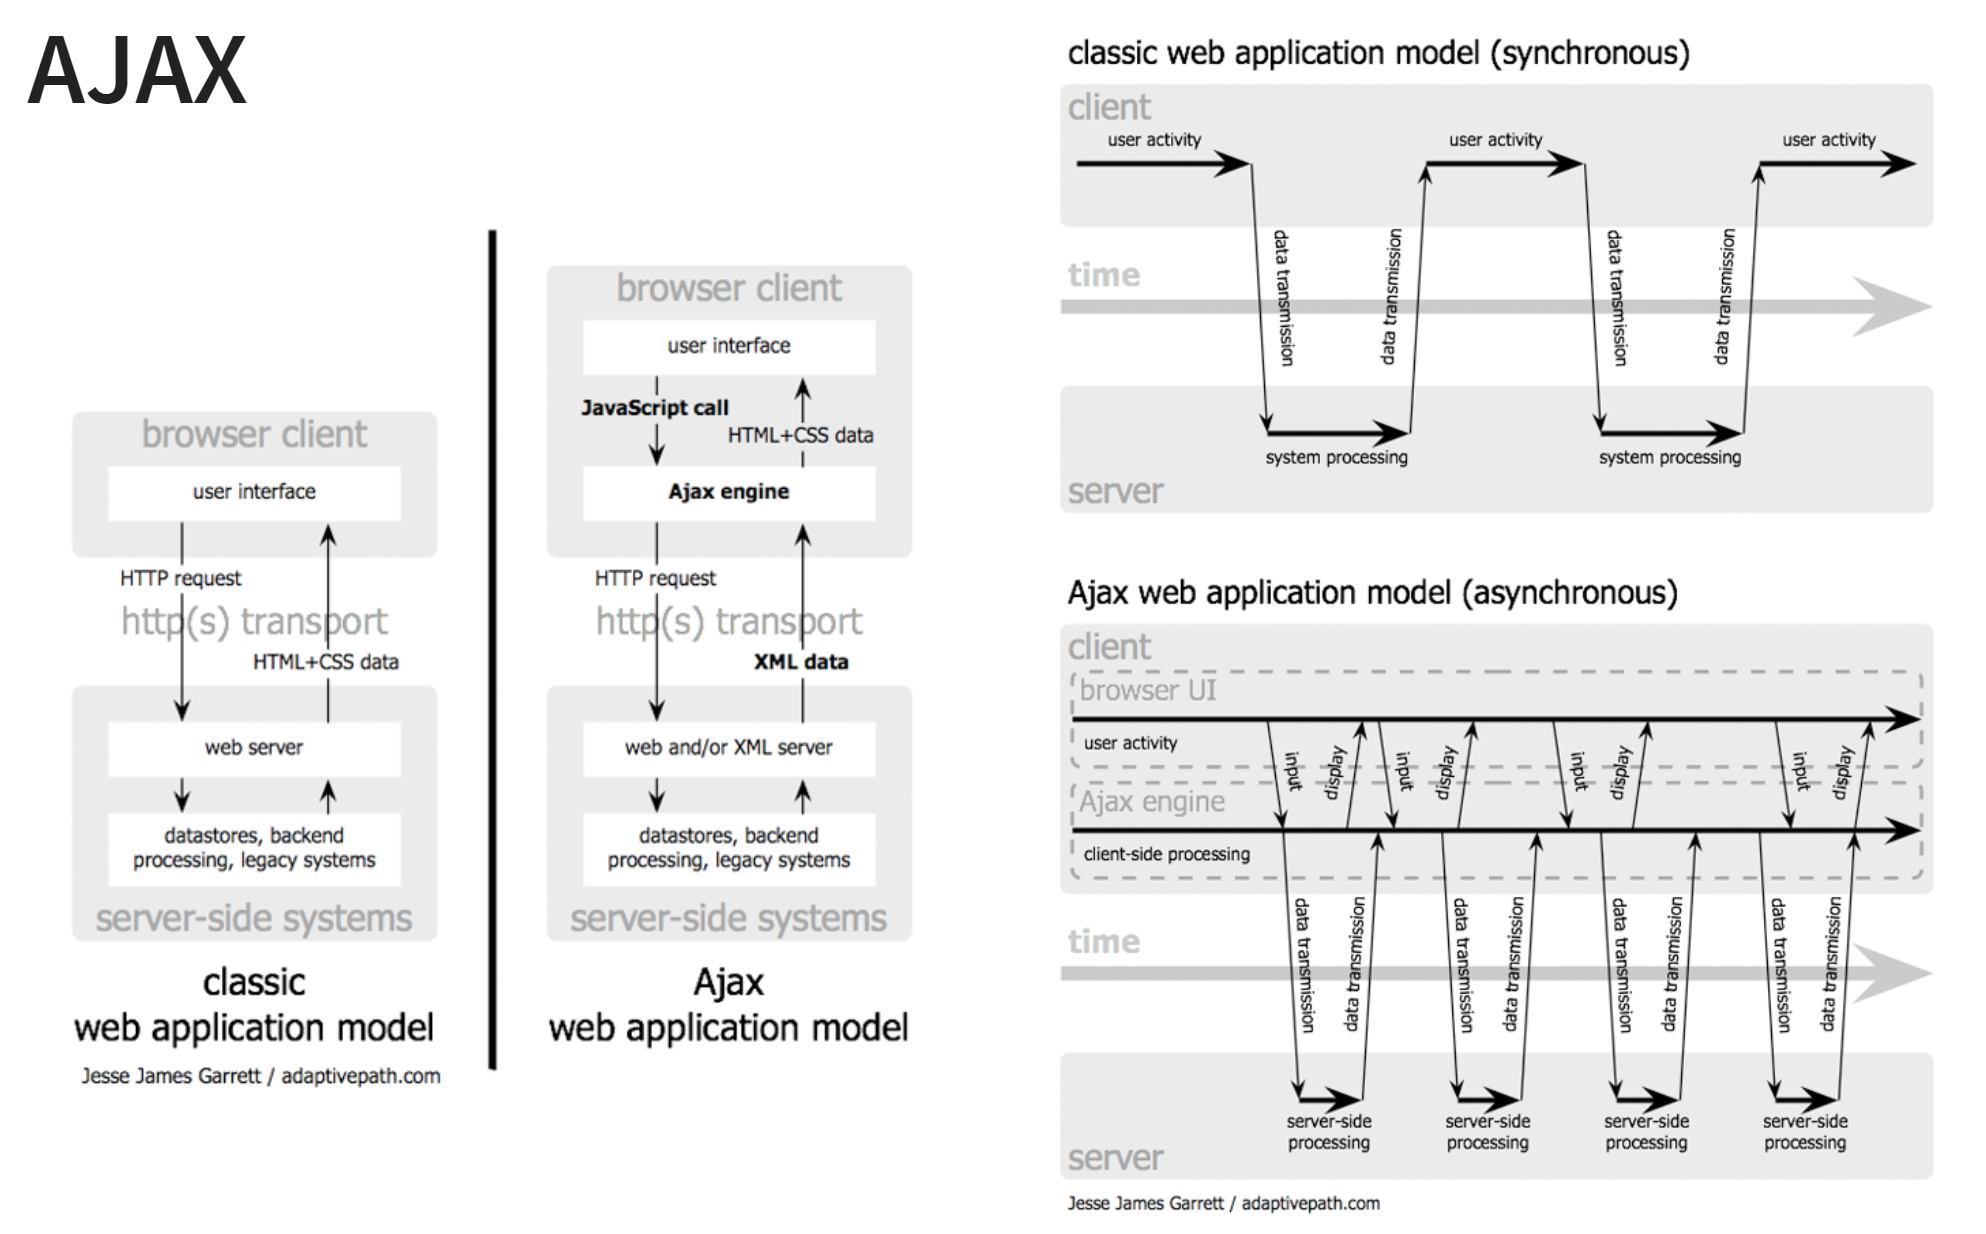 AJAX
browser client
user interface
HTTP request
http(s) transport
HTML+CSS data
web server
datastores, backend
processing, legacy systems
server-side systems
classic
web application model
Jesse James Garrett / adaptivepath.com
browser client
user interface
JavaScript call
HTML+CSS data
Ajax engine
HTTP request
http(s) transport
XML data
web and/or XML server
datastores, backend
processing, legacy systems
server-side systems
Ajax
web application model
classic web application model (synchronous)
client
user activity
user activity
user activity
time
data transmission
data transmission
data transmission
data transmission
system processing
system processing
server
Ajax web application model (asynchronous)
client
browser UI
user activity
input
display
input
display
input
display
input
display
Ajax engine
client-side processing
time
data transmission
data transmission
data transmission
data transmission
data transmission
data transmission
data transmission
data transmission
server-side
processing
server-side
processing
server-side
processing
server-side
processing
server
Jesse James Garrett / adaptivepath.com